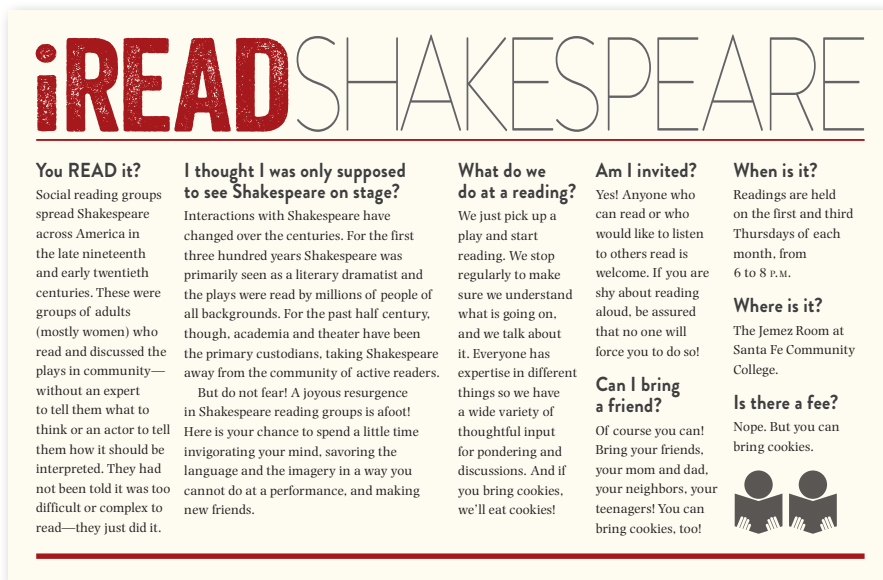 iREADSHAKESPEARE
You READ it?
Social reading groups
spread Shakespeare
across America in
the late nineteenth
and early twentieth
centuries. These were
groups of adults
(mostly women) who
read and discussed the
plays in community—
without an expert
to tell them what to
think or an actor to tell
them how it should be
interpreted. They had
not been told it was too
difficult or complex to
read—they just did it.
I thought I was only supposed
to see Shakespeare on stage?
Interactions with Shakespeare have
changed over the centuries. For the first
three hundred years Shakespeare was
primarily seen as a literary dramatist and
the plays were read by millions of people of
all backgrounds. For the past half century,
though, academia and theater have been
the primary custodians, taking Shakespeare
away from the community of active readers.
But do not fear! A joyous resurgence
in Shakespeare reading groups is afoot!
Here is your chance to spend a little time
invigorating your mind, savoring the
language and the imagery in a way you
cannot do at a performance, and making
new friends.
What do we
do at a reading?
We just pick up a
play and start
reading. We stop
regularly to make
sure we understand
what is going on,
and we talk about
it. Everyone has
expertise in different
things so we have
a wide variety of
thoughtful input
for pondering and
discussions. And if
you bring cookies,
we'll eat cookies!
Am I invited?
Yes! Anyone who
can read or who
would like to listen
to others read is
welcome. If you are
shy about reading
aloud, be assured
that no one will
force you to do so!
Can I bring
a friend?
Of course you can!
Bring your friends,
your mom and dad,
your neighbors, your
teenagers! You can
bring cookies, too!
When is it?
Readings are held
on the first and third
Thursdays of each
month, from
6 to 8 P.M.
Where is it?
The Jemez Room at
Santa Fe Community
College.
Is there a fee?
Nope. But you can
bring cookies.